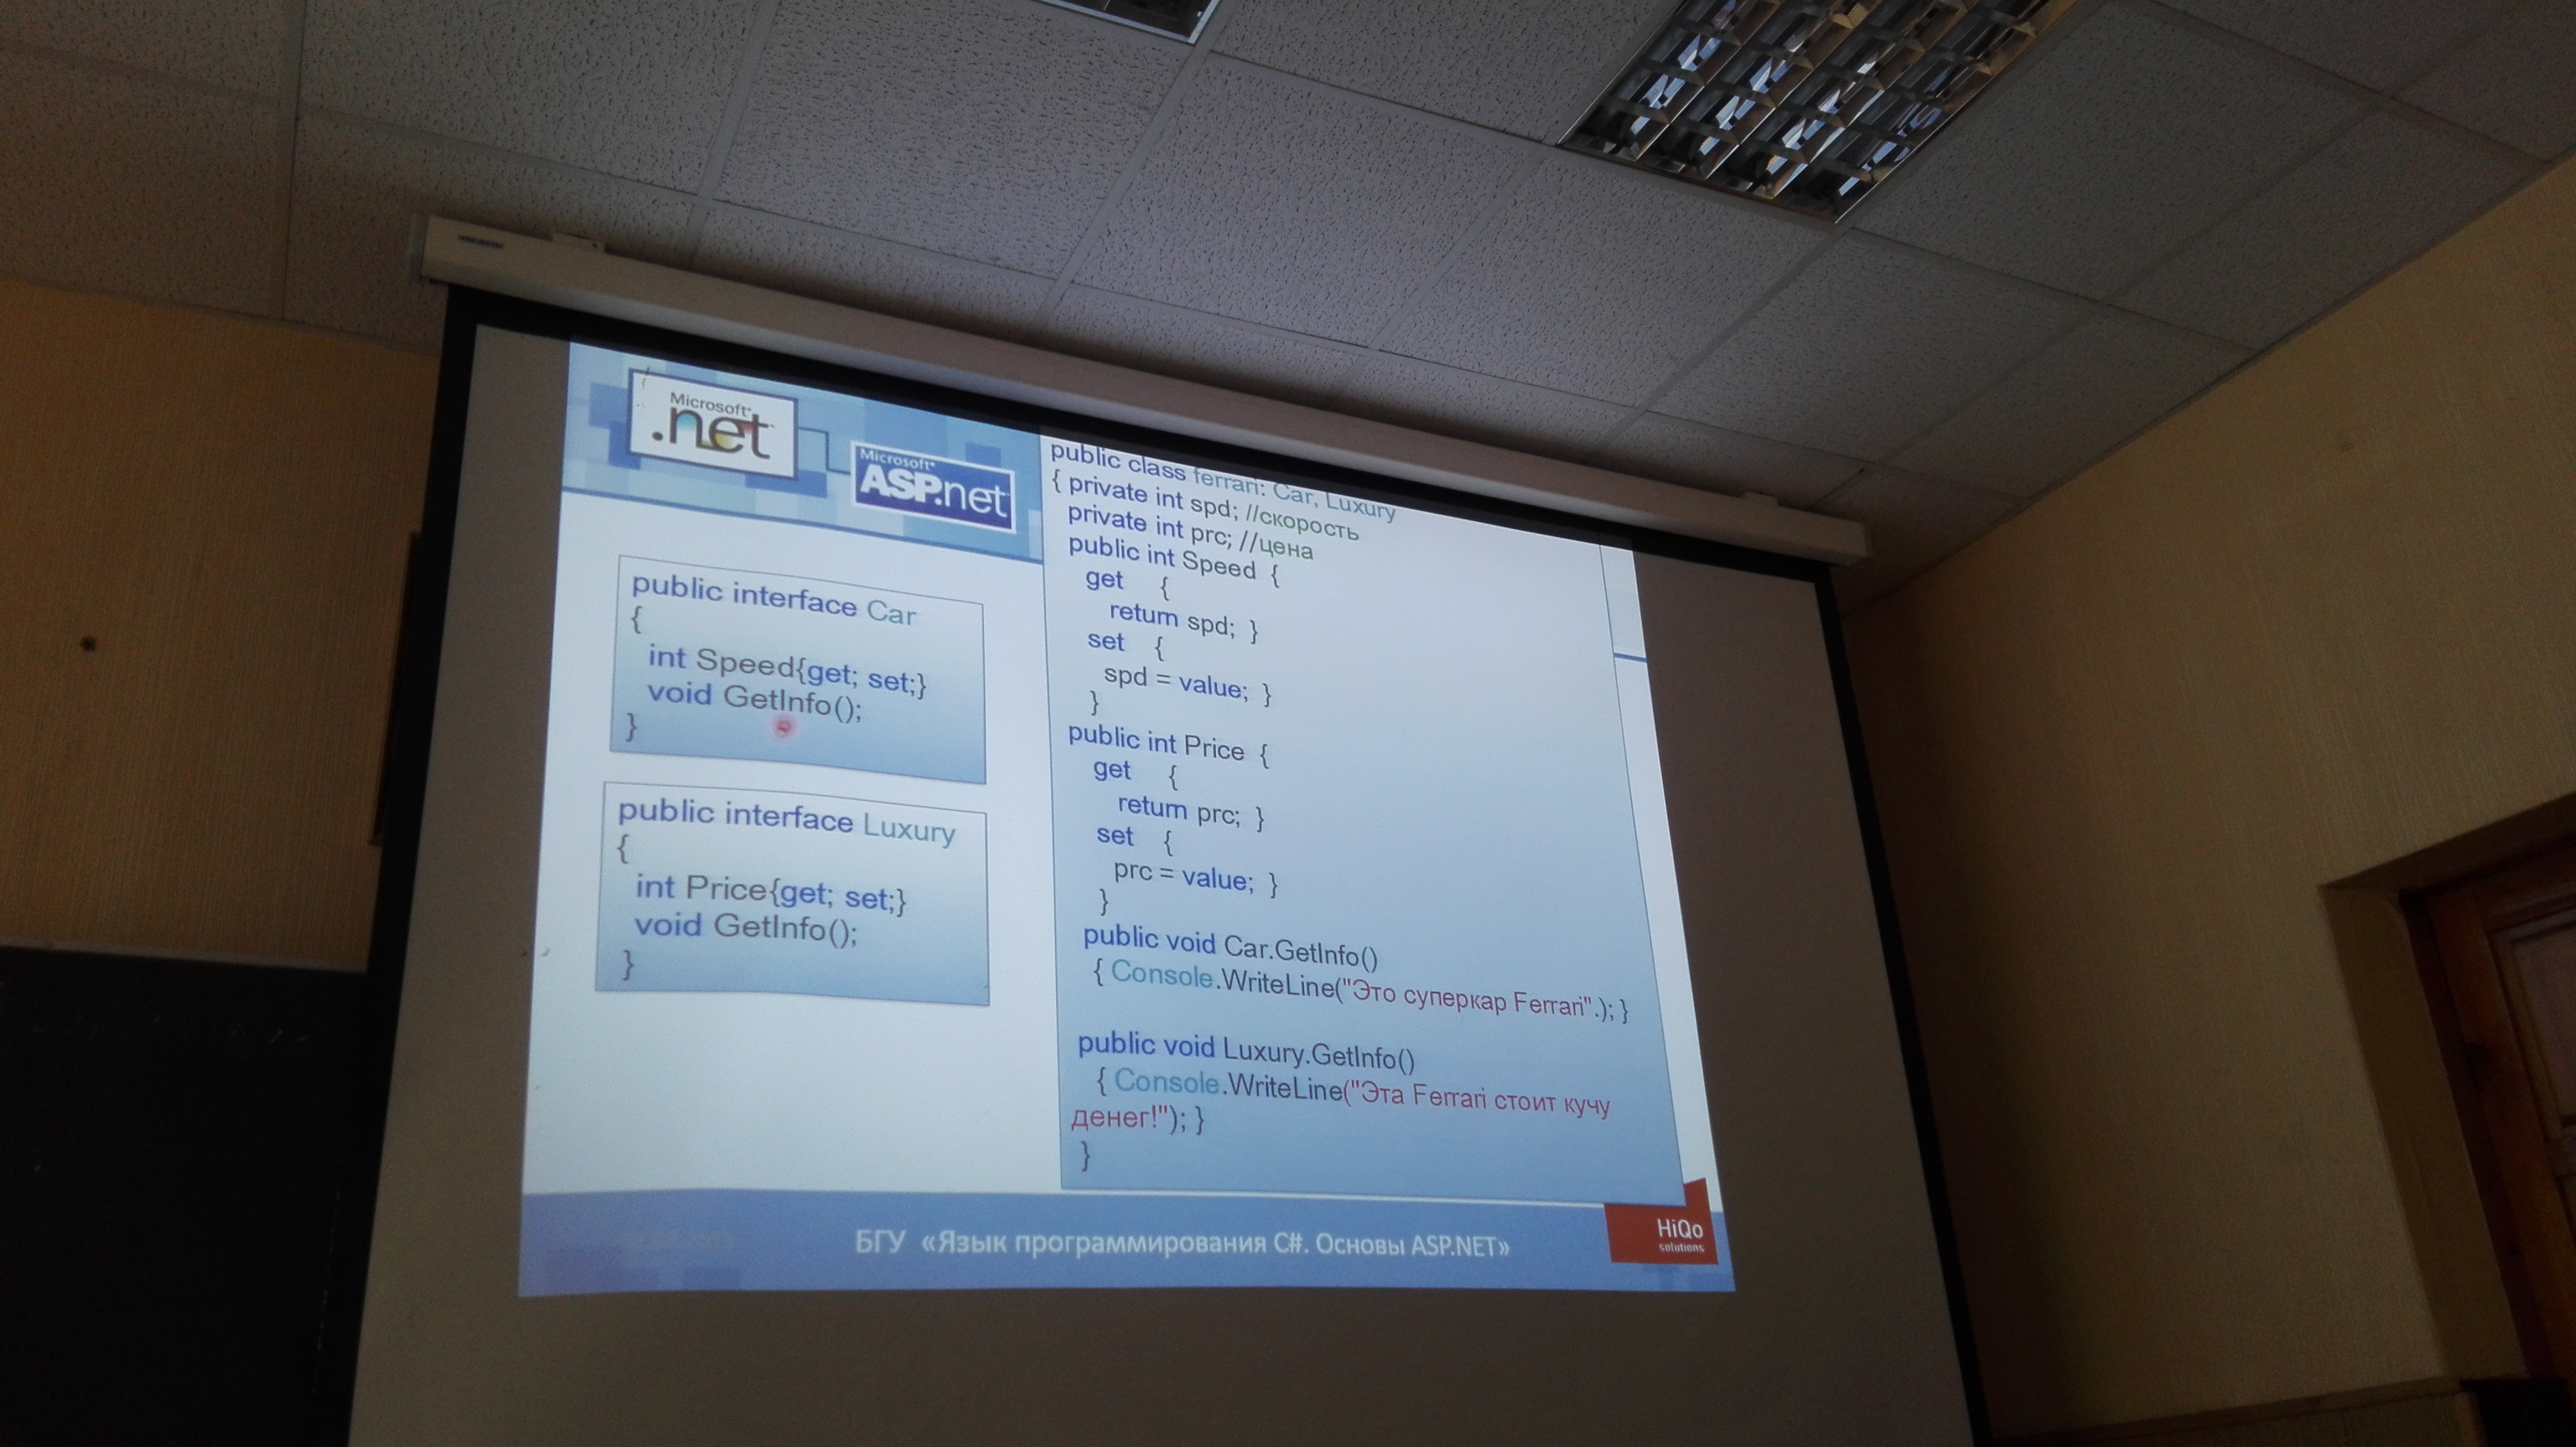 Microsoft
.net
Microsoft
ASP.net
public interface Car
{
int Speed{get; set;}
void GetInfo();
}
public interface Luxury
{
int Price{get; set;}
void GetInfo();
}
public class ferrari: Car, Luxury
{ private int spd; //скорость
private int prc; //цена
public int Speed {
get {
return spd; }
set {
spd = value; }
}
public int Price {
get {
return prc; }
set {
prc = value; }
}
public void Car.GetInfo()
{ Console.WriteLine("Это суперкар Ferrari".); }
public void Luxury.GetInfo()
{ Console.WriteLine("Эта Ferrari стоит кучу
денег!"); }
}
БГУ «Язык программирования C#. Основы ASP.NET»
HiQo
solutions